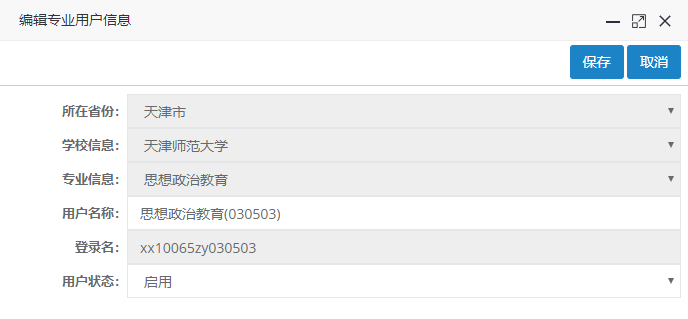 编辑专业用户信息
保存 取消
所在省份: 天津市
学校信息: 天津师范大学
专业信息: 思想政治教育
用户名称: 思想政治教育(030503)
登录名: xx10065zy030503
用户状态: 启用